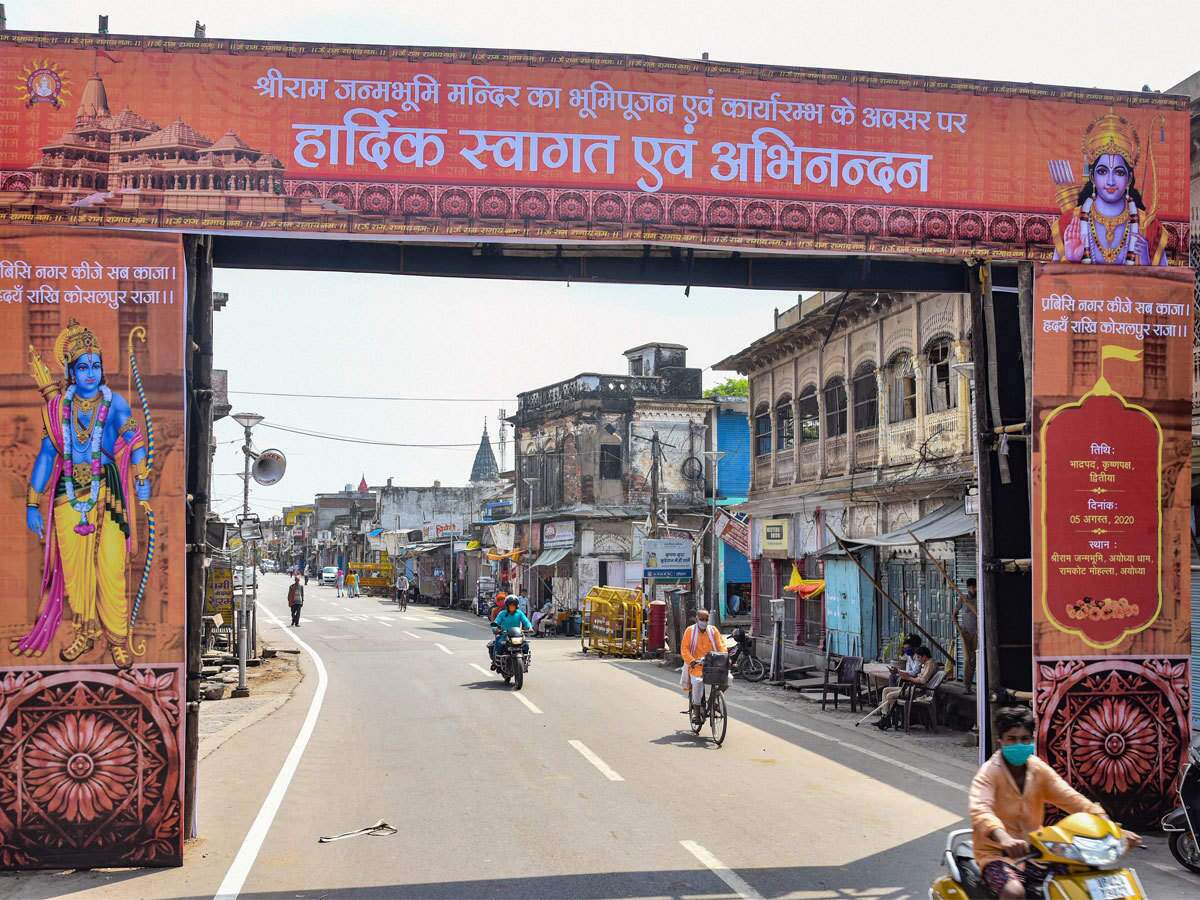 श्रीराम जन्मभूमि मन्दिर का भूमिपूजन एवं कार्यारम्भ के अवसर पर
हार्दिक स्वागत एवं अभिनन्दन
प्रबिसि नगर कीजे सब काजा।
राखि कोसलपुर राजा।।
प्रबिसि नगर कीजे सब काजा।
हृदयँ राखि कोसलपुर राजा।।
तिथि:
भाद्रपद, कृष्णपक्ष,
द्वितीया
दिनांक:
05 अगस्त, 2020
स्थान :
श्रीराम जन्मभूमि, अयोध्या धाम,
रामकोट मोहल्ला, अयोध्या